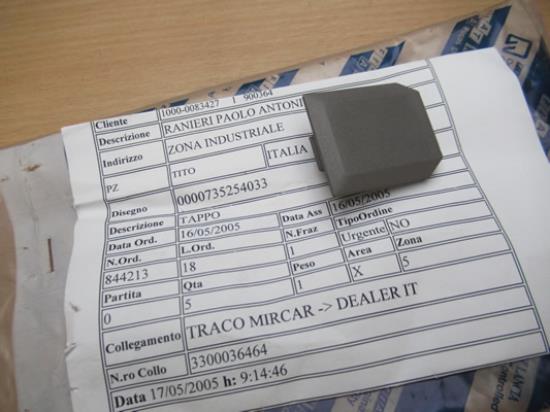 Cliente 1000-0083427 1 900364
Descrizione RANIERI PAOLO ANTONI
Indirizzo ZONA INDUSTRIALE
PZ TITO ITALIA
Disegno 0000735254033
Descrizione TAPPO
Data Ord. 16/05/2005 Data Ass 16/05/2005
N.Ord. L.Ord. N.Fraz TipoOrdine
844213 18 1 Urgente NO
Partita Qta Peso Area Zona
0 5 1 X 5
Collegamento TRACO MIRCAR -> DEALER IT
N.ro Collo 3300036464
Data 17/05/2005 h: 9:14:46